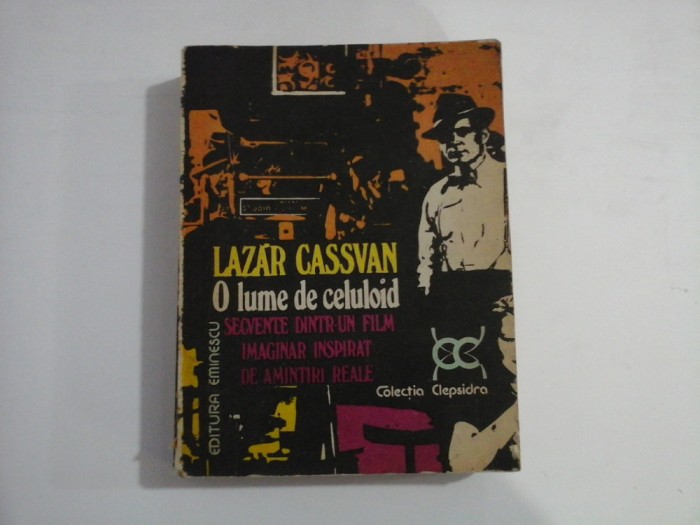 LAZĂR CASSVAN
O lume de celuloid
SECVENȚE DINTR-UN FILM
IMAGINAR INSPIRAT
DE AMINTIRI REALE
Colecția Clepsidra
EDITURA EMINESCU